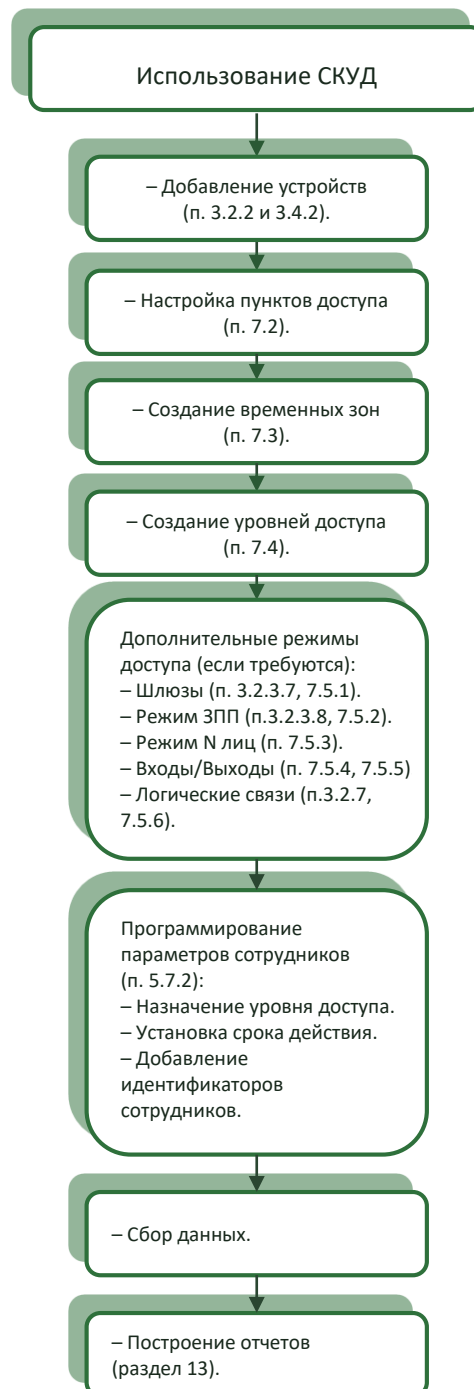 Использование СКУД
– Добавление устройств
(п. 3.2.2 и 3.4.2).
– Настройка пунктов доступа
(п. 7.2).
– Создание временных зон
(п. 7.3).
– Создание уровней доступа
(п. 7.4).
Дополнительные режимы
доступа (если требуются):
– Шлюзы (п. 3.2.3.7, 7.5.1).
– Режим ЗПП (п.3.2.3.8, 7.5.2).
– Режим N лиц (п. 7.5.3).
– Входы/Выходы (п. 7.5.4, 7.5.5)
– Логические связи (п.3.2.7,
7.5.6).
Программирование
параметров сотрудников
(п. 5.7.2):
– Назначение уровня доступа.
– Установка срока действия.
– Добавление
идентификаторов
сотрудников.
– Сбор данных.
– Построение отчетов
(раздел 13).